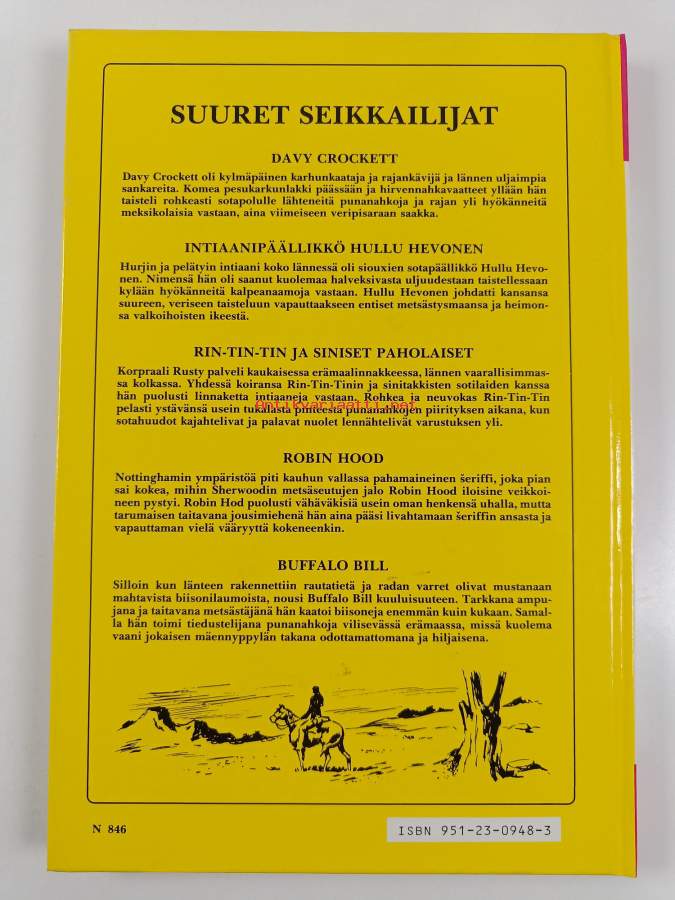 SUURET SEIKKAILIJAT
DAVY CROCKETT
Davy Crockett oli kylmäpäinen karhunkaataja ja rajankävijä ja lännen uljaimpia
sankareita. Komea pesukarkunlakki päässään ja hirvennahkavaatteet yllään hän
taisteli rohkeasti sotapolulle lähteneitä punanahkoja ja rajan yli hyökänneitä
meksikolaisia vastaan, aina viimeiseen veripisaraan saakka.
INTIAANIPÄÄLLIKKÖ HULLU HEVONEN
Hurjin ja pelätyin intiaani koko lännessä oli siouxien sotapäällikkö Hullu Hevo-
nen. Nimensä hän oli saanut kuolemaa halveksivasta uljuudestaan taistellessaan
kylään hyökänneitä kalpeanaamoja vastaan. Hullu Hevonen johdatti kansansa
suureen, veriseen taisteluun vapauttaakseen entiset metsästysmaansa ja heimon-
sa valkoihoisten ikeestä.
RIN-TIN-TIN JA SINISET PAHOLAISET
Korpraali Rusty palveli kaukaisessa erämaalinnakkeessa, lännen vaarallisimmas-
sa kolkassa. Yhdessä koiransa Rin-Tin-Tinin ja sinitakkisten sotilaiden kanssa
hän puolusti linnaketta intiaaneja vastaan. Rohkea ja neuvokas Rin-Tin-Tin
pelasti ystävänsä usein tukalasta pinteestä punanahkojen piirityksen aikana, kun
sotahuudot kajahtelivat ja palavat nuolet lennähtelivät varustuksen yli.
antikvariaatti.net
ROBIN HOOD
Nottinghamin ympäristöä piti kauhun vallassa pahamaineinen šeriffi, joka pian
sai kokea, mihin Sherwoodin metsäseutujen jalo Robin Hood iloisine veikkoi-
neen pystyi. Robin Hod puolusti vähäväkisiä usein oman henkensä uhalla, mutta
tarumaisen taitavana jousimiehenä hän aina pääsi livahtamaan šeriffin ansasta ja
vapauttaman vielä vääryyttä kokeneenkin.
BUFFALO BILL
Silloin kun länteen rakennettiin rautatietä ja radan varret olivat mustanaan
mahtavista biisonilaumoista, nousi Buffalo Bill kuuluisuuteen. Tarkkana ampu-
jana ja taitavana metsästäjänä hän kaatoi biisoneja enemmän kuin kukaan. Samal-
la hän toimi tiedustelijana punanahkoja vilisevässä erämaassa, missä kuolema
vaani jokaisen mäennyppylän takana odottamattomana ja hiljaisena.
N 846
ISBN 951-23-0948-3